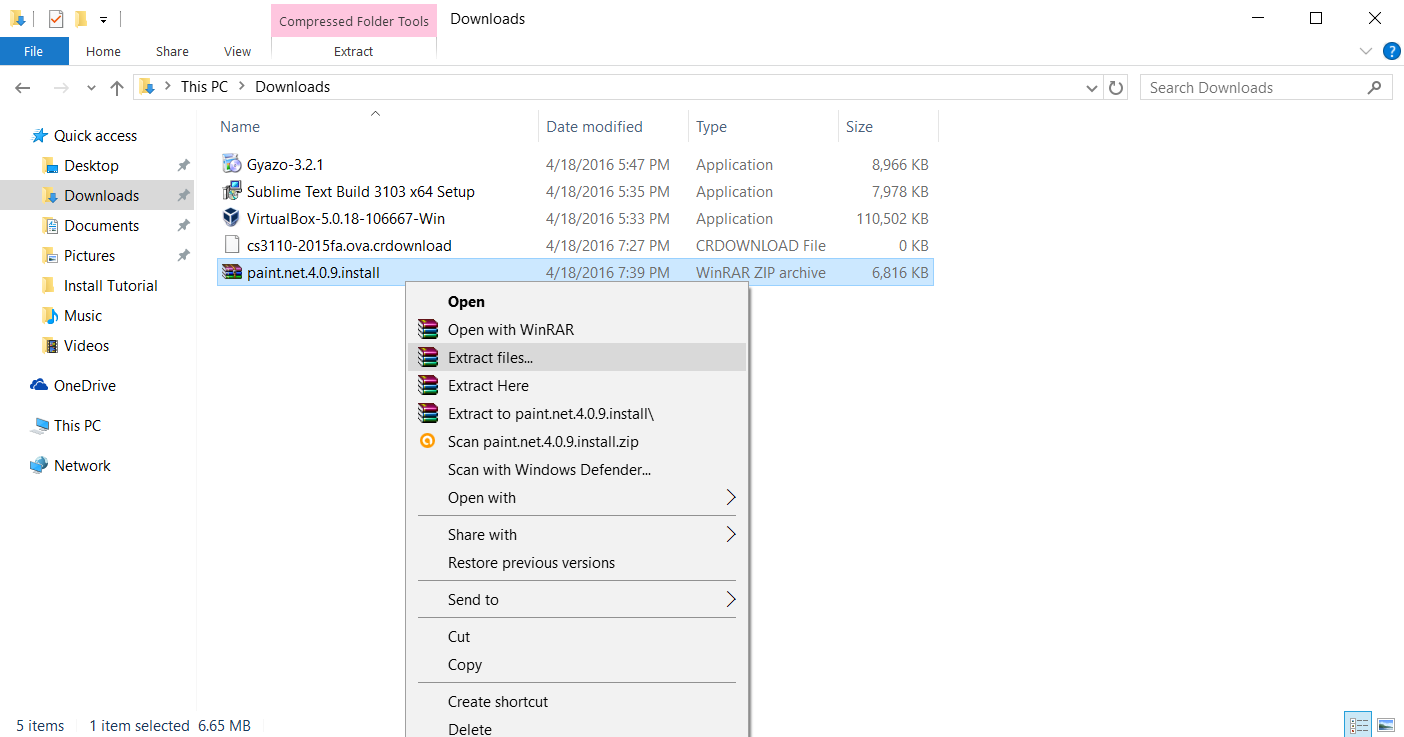 Compressed Folder Tools Downloads
File Home Share View Extract
This PC Downloads Search Downloads
Name Date modified Type Size
Quick access
Desktop
Downloads
Documents
Pictures
Install Tutorial
Music
Videos
OneDrive
This PC
Network
Gyazo-3.2.1 4/18/2016 5:47 PM Application 8,966 KB
Sublime Text Build 3103 x64 Setup 4/18/2016 5:35 PM Application 7,978 KB
VirtualBox-5.0.18-106667-Win 4/18/2016 5:33 PM Application 110,502 KB
cs3110-2015fa.ova.crdownload 4/18/2016 7:27 PM CRDOWNLOAD File 0 KB
paint.net.4.0.9.install 4/18/2016 7:39 PM WinRAR ZIP archive 6,816 KB
Open
Open with WinRAR
Extract files...
Extract Here
Extract to paint.net.4.0.9.install\
Scan paint.net.4.0.9.install.zip
Scan with Windows Defender...
Open with
Share with
Restore previous versions
Send to
Cut
Copy
Create shortcut
Delete
5 items 1 item selected 6.65 MB